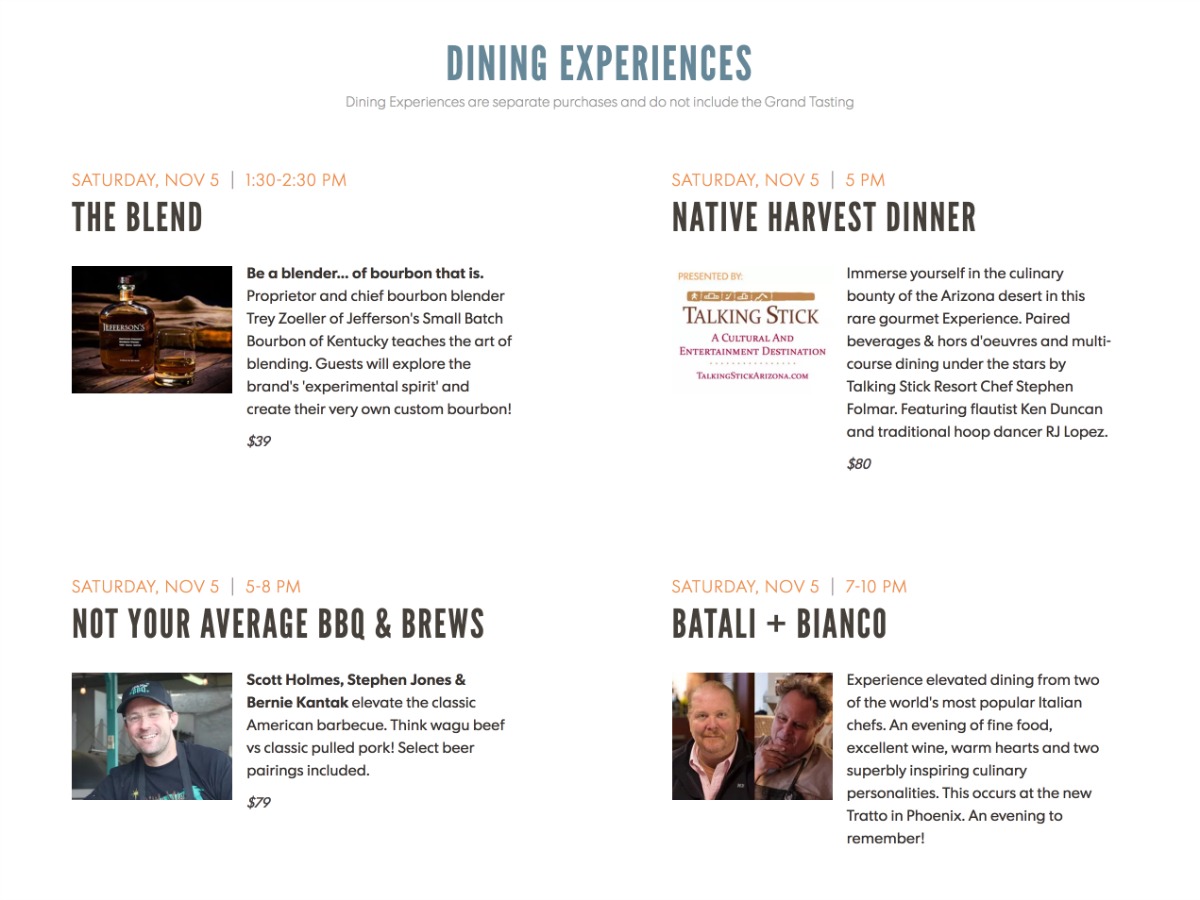 DINING EXPERIENCES
Dining Experiences are separate purchases and do not include the Grand Tasting
SATURDAY, NOV 5 | 1:30-2:30 PM
THE BLEND
JEFFERSON'S
Be a blender... of bourbon that is.
Proprietor and chief bourbon blender
Trey Zoeller of Jefferson's Small Batch
Bourbon of Kentucky teaches the art of
blending. Guests will explore the
brand's 'experimental spirit' and
create their very own custom bourbon!
$39
SATURDAY, NOV 5 | 5 PM
NATIVE HARVEST DINNER
PRESENTED BY:
TALKING STICK
A CULTURAL AND
ENTERTAINMENT DESTINATION
TALKINGSTICKARIZONA.COM
Immerse yourself in the culinary
bounty of the Arizona desert in this
rare gourmet Experience. Paired
beverages & hors d'oeuvres and multi-
course dining under the stars by
Talking Stick Resort Chef Stephen
Folmar. Featuring flautist Ken Duncan
and traditional hoop dancer RJ Lopez.
$80
SATURDAY, NOV 5 | 5-8 PM
NOT YOUR AVERAGE BBQ & BREWS
Scott Holmes, Stephen Jones &
Bernie Kantak elevate the classic
American barbecue. Think wagu beef
vs classic pulled pork! Select beer
pairings included.
$79
SATURDAY, NOV 5 | 7-10 PM
BATALI + BIANCO
Experience elevated dining from two
of the world's most popular Italian
chefs. An evening of fine food,
excellent wine, warm hearts and two
superbly inspiring culinary
personalities. This occurs at the new
Tratto in Phoenix. An evening to
remember!